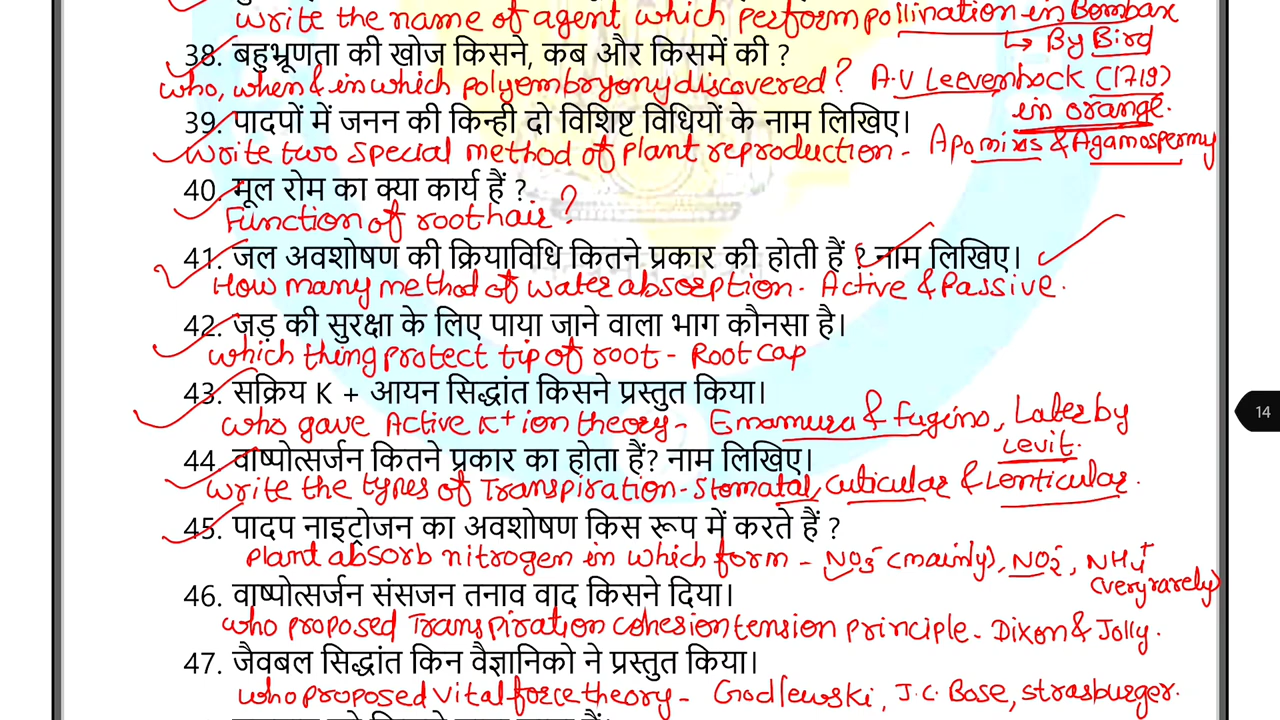 write the name of agent which perform pollination in Bombax
↳ By Bird
38. बहुभ्रूणता की खोज किसने, कब और किसमें की ?
who, when & in which polyembryony discovered? A.V Leevenhock (1719)
in orange.
39. पादपों में जनन की किन्ही दो विशिष्ट विधियों के नाम लिखिए।
write two special method of plant reproduction - Apomixs & Agamospermy
40. मूल रोम का क्या कार्य हैं ?
Function of root hair ?
41. जल अवशोषण की क्रियाविधि कितने प्रकार की होती हैं ? नाम लिखिए।
How many method of water absorption - Active & Passive.
42. जड़ की सुरक्षा के लिए पाया जाने वाला भाग कौनसा है।
which thing protect tip of root - Root cap
43. सक्रिय K + आयन सिद्धांत किसने प्रस्तुत किया।
who gave Active K+ ion theory - Emamura & fugino, Later by
levit.
44. वाष्पोत्सर्जन कितने प्रकार का होता हैं? नाम लिखिए।
write the types of Transpiration - Stomatal, cuticular & Lenticular.
45. पादप नाइट्रोजन का अवशोषण किस रूप में करते हैं ?
plant absorb nitrogen in which form - NO3- (mainly), NO2-, NH4+
(very rarely)
46. वाष्पोत्सर्जन संसजन तनाव वाद किसने दिया।
who proposed Transpiration cohesion tension principle - Dixon & Jolly.
47. जैवबल सिद्धांत किन वैज्ञानिको ने प्रस्तुत किया।
who proposed vital force theory - Godlewski, J.C. Bose, strasburger.
14